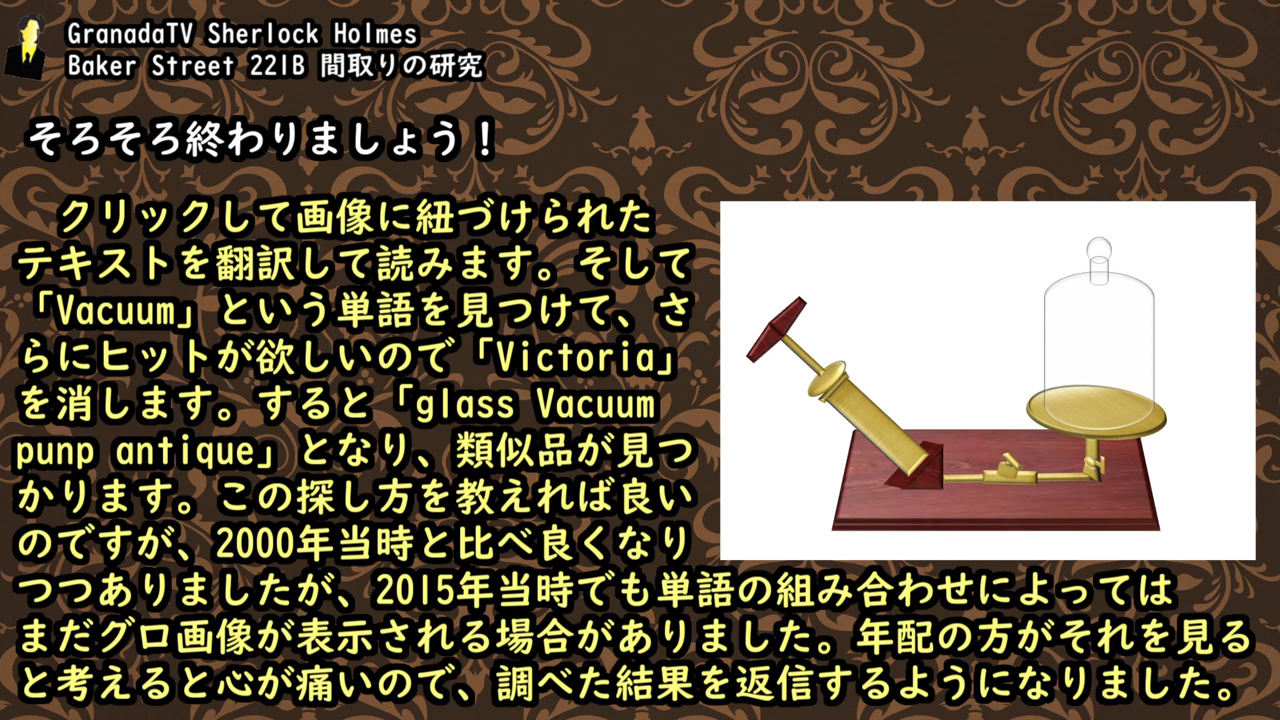 GranadaTV Sherlock Holmes
Baker Street 221B 間取りの研究
そろそろ終わりましょう！
クリックして画像に紐づけられた
テキストを翻訳して読みます。そして
「Vacuum」という単語を見つけて、さ
らにヒットが欲しいので「Victoria」
を消します。すると「glass Vacuum
punp antique」となり、類似品が見つ
かります。この探し方を教えれば良い
のですが、2000年当時と比べ良くなり
つつありましたが、2015年当時でも単語の組み合わせによっては
まだグロ画像が表示される場合がありました。年配の方がそれを見る
と考えると心が痛いので、調べた結果を返信するようになりました。